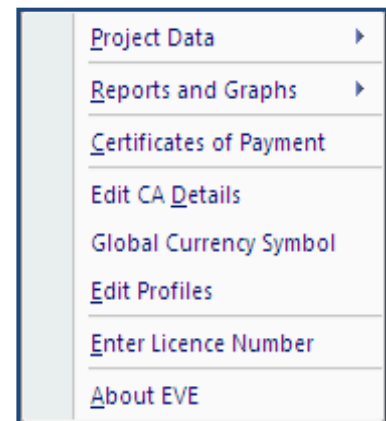 Project Data
Reports and Graphs
Certificates of Payment
Edit CA Details
Global Currency Symbol
Edit Profiles
Enter Licence Number
About EVE